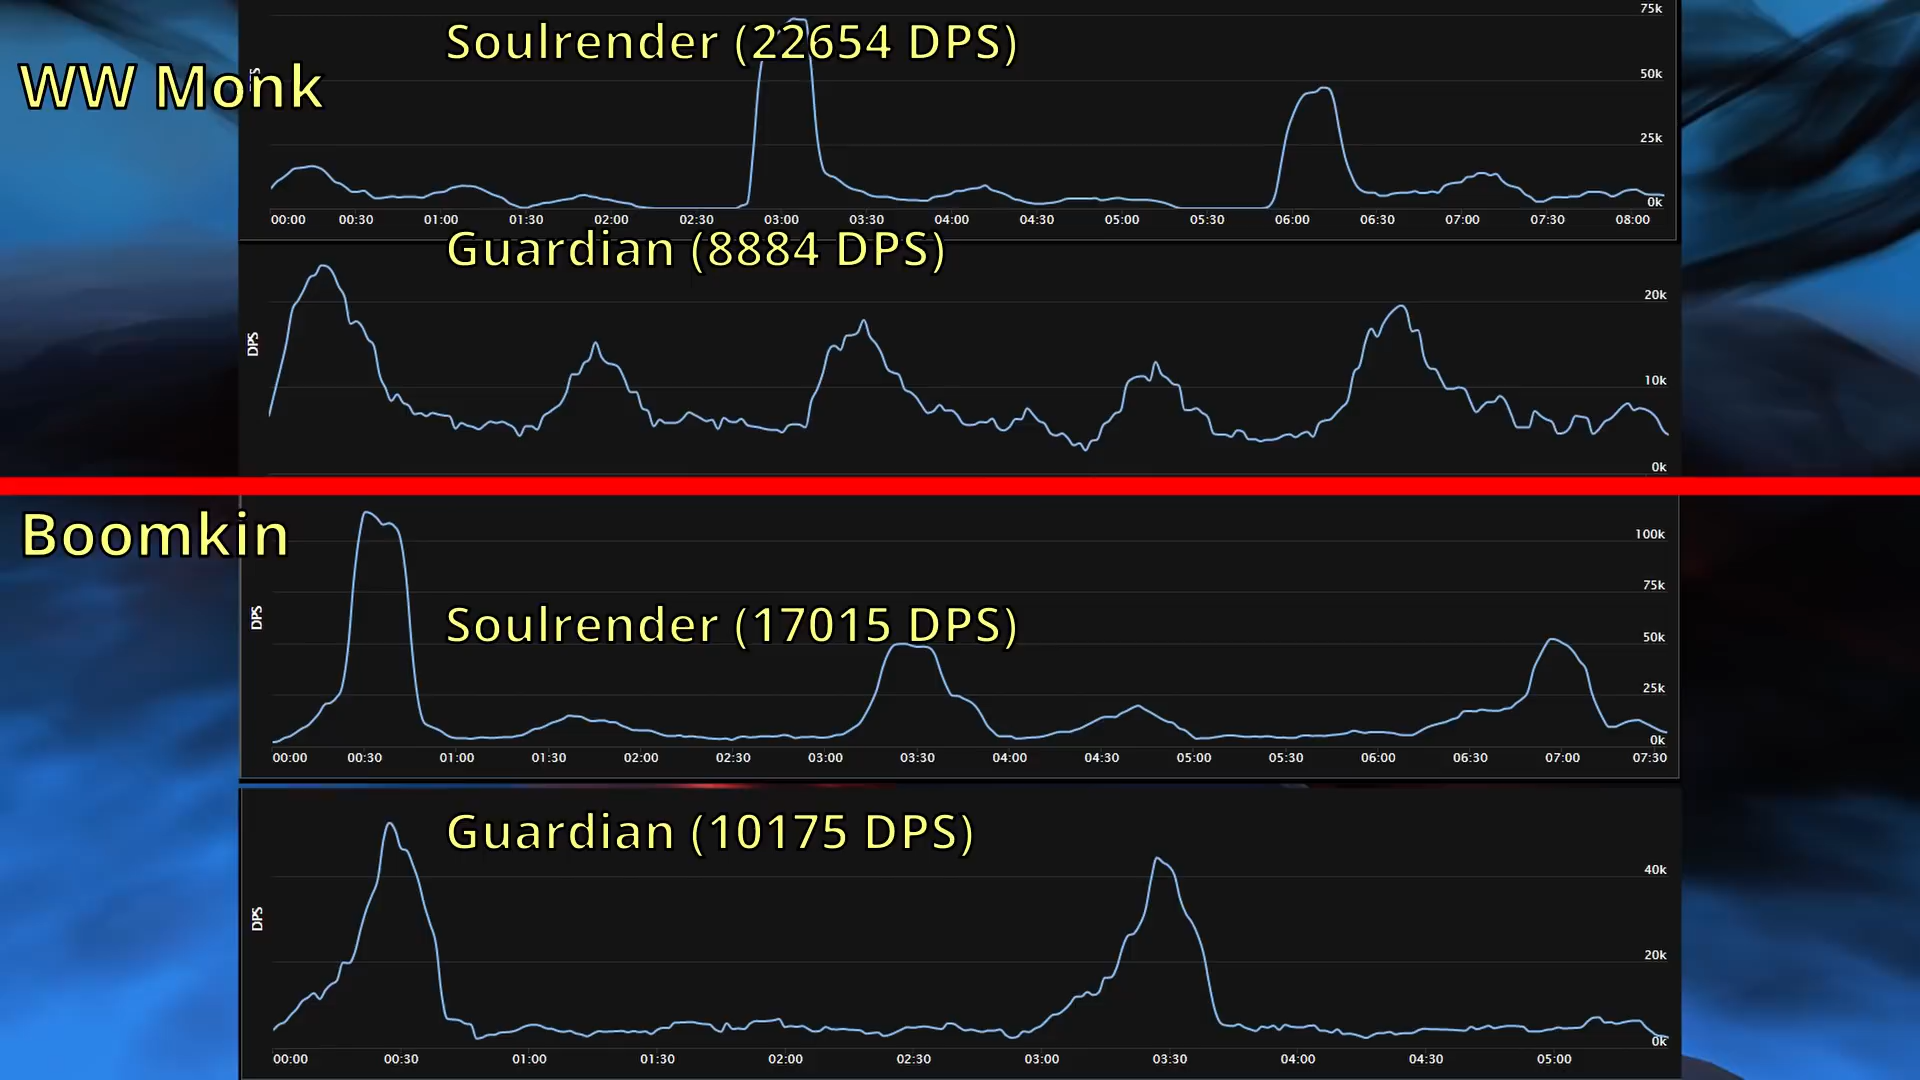 75k
Soulrender (22654 DPS)
WW Monk
50k
25k
0k
00:00 00:30 01:00 01:30 02:00 02:30 03:00 03:30 04:00 04:30 05:00 05:30 06:00 06:30 07:00 07:30 08:00
Guardian (8884 DPS)
20k
DPS
10k
0k
Boomkin
100k
75k
DPS
Soulrender (17015 DPS)
50k
25k
0k
00:00 00:30 01:00 01:30 02:00 02:30 03:00 03:30 04:00 04:30 05:00 05:30 06:00 06:30 07:00 07:30
Guardian (10175 DPS)
40k
DPS
20k
0k
00:00 00:30 01:00 01:30 02:00 02:30 03:00 03:30 04:00 04:30 05:00